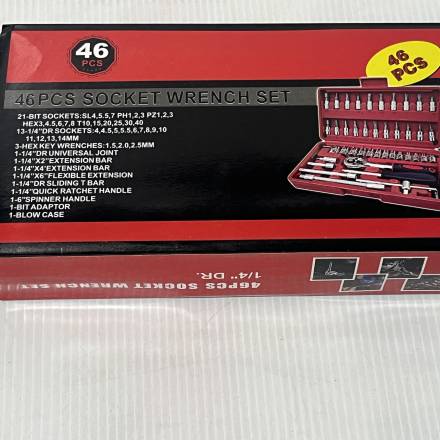 46
PCS
46 PCS
46PCS SOCKET WRENCH SET
21-BIT SOCKETS:SL4,5.5,7 PH1,2,3 PZ1,2,3
HEX3,4,5,6,7,8 T10,15,20,25,30,40
13-1/4"DR SOCKETS:4,4.5,5,5.5,6,7,8,9,10
11,12,13,14MM
3-HEX KEY WRENCHES:1.5,2.0,2.5MM
1-1/4"DR UNIVERSAL JOINT
1-1/4"X2"EXTENSION BAR
1-1/4"X4"EXTENSION BAR
1-1/4"X6"FLEXIBLE EXTENSION
1-1/4"DR SLIDING T BAR
1-1/4"QUICK RATCHET HANDLE
1-6"SPINNER HANDLE
1-BIT ADAPTOR
1-BLOW CASE
46PCS SOCKET WRENCH SET
1/4" DR.